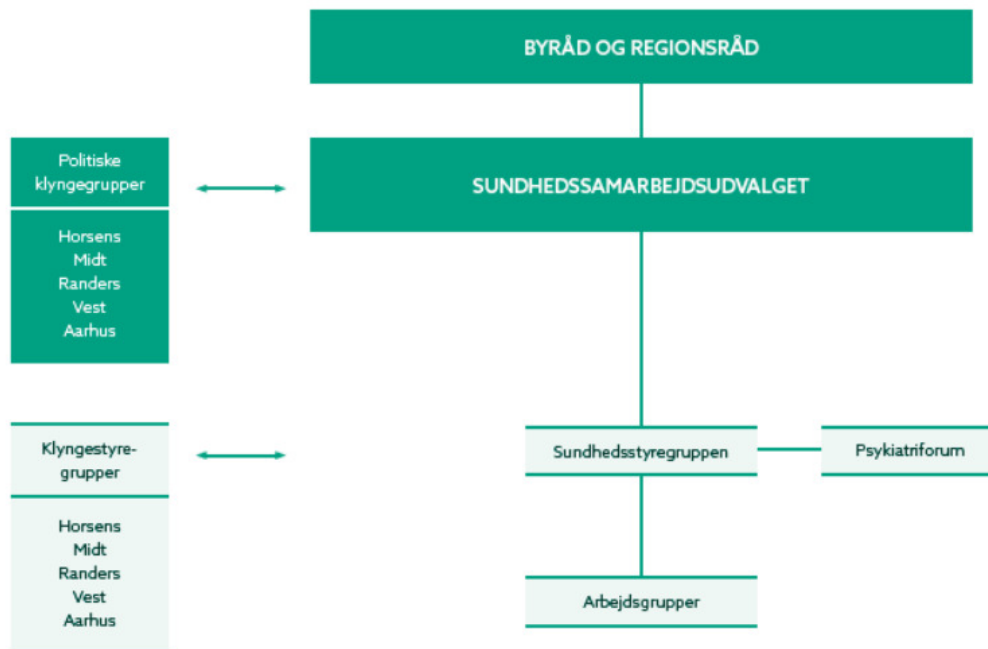 BYRÅD OG REGIONSRÅD
Politiske
klyngegrupper
SUNDHEDSSAMARBEJDSUDVALGET
Horsens
Midt
Randers
Vest
Aarhus
Klyngestyre-
grupper
Sundhedsstyregruppen
Psykiatriforum
Horsens
Midt
Randers
Vest
Aarhus
Arbejdsgrupper